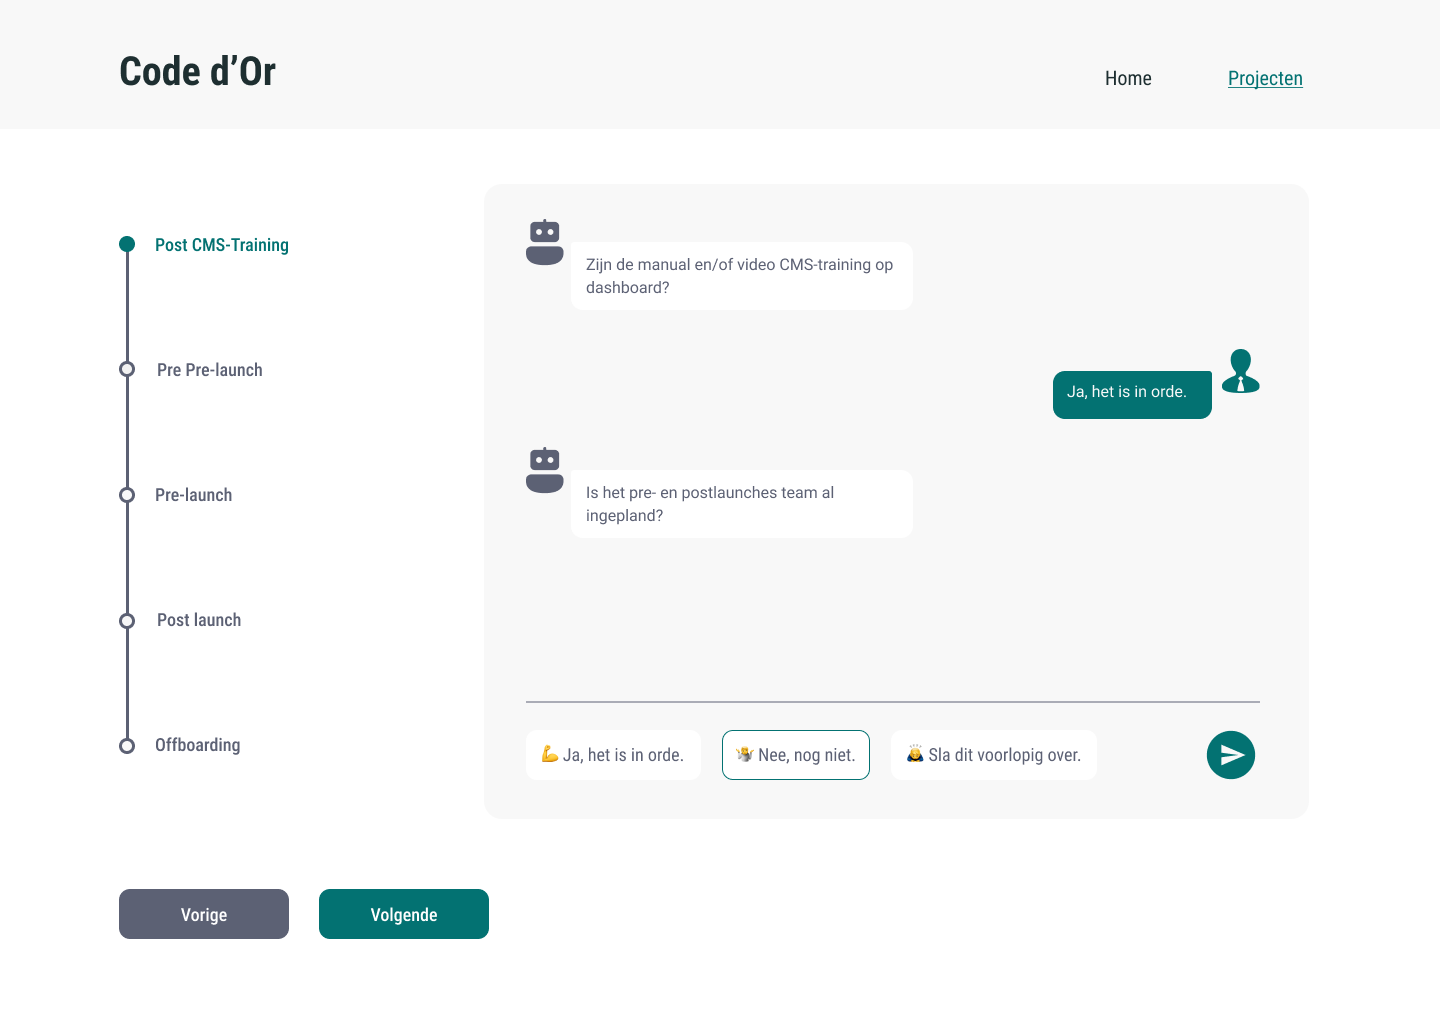 Code d’Or
Home
Projecten
Post CMS-Training
Pre Pre-launch
Pre-launch
Post launch
Offboarding
Zijn de manual en/of video CMS-training op
dashboard?
Ja, het is in orde.
Is het pre- en postlaunches team al
ingepland?
💪 Ja, het is in orde.
🤷 Nee, nog niet.
🙇 Sla dit voorlopig over.
Vorige
Volgende